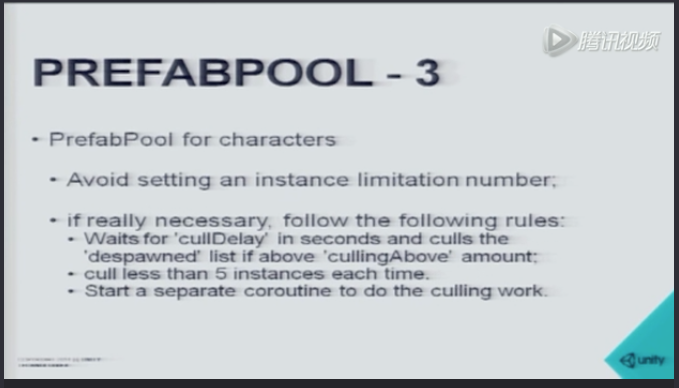 腾讯视频
PREFABPOOL - 3
• PrefabPool for characters
• Avoid setting an instance limitation number;
• if really necessary, follow the following rules:
• Waits for 'cullDelay' in seconds and culls the
'despawned' list if above 'cullingAbove' amount;
• cull less than 5 instances each time.
• Start a separate coroutine to do the culling work.
unity